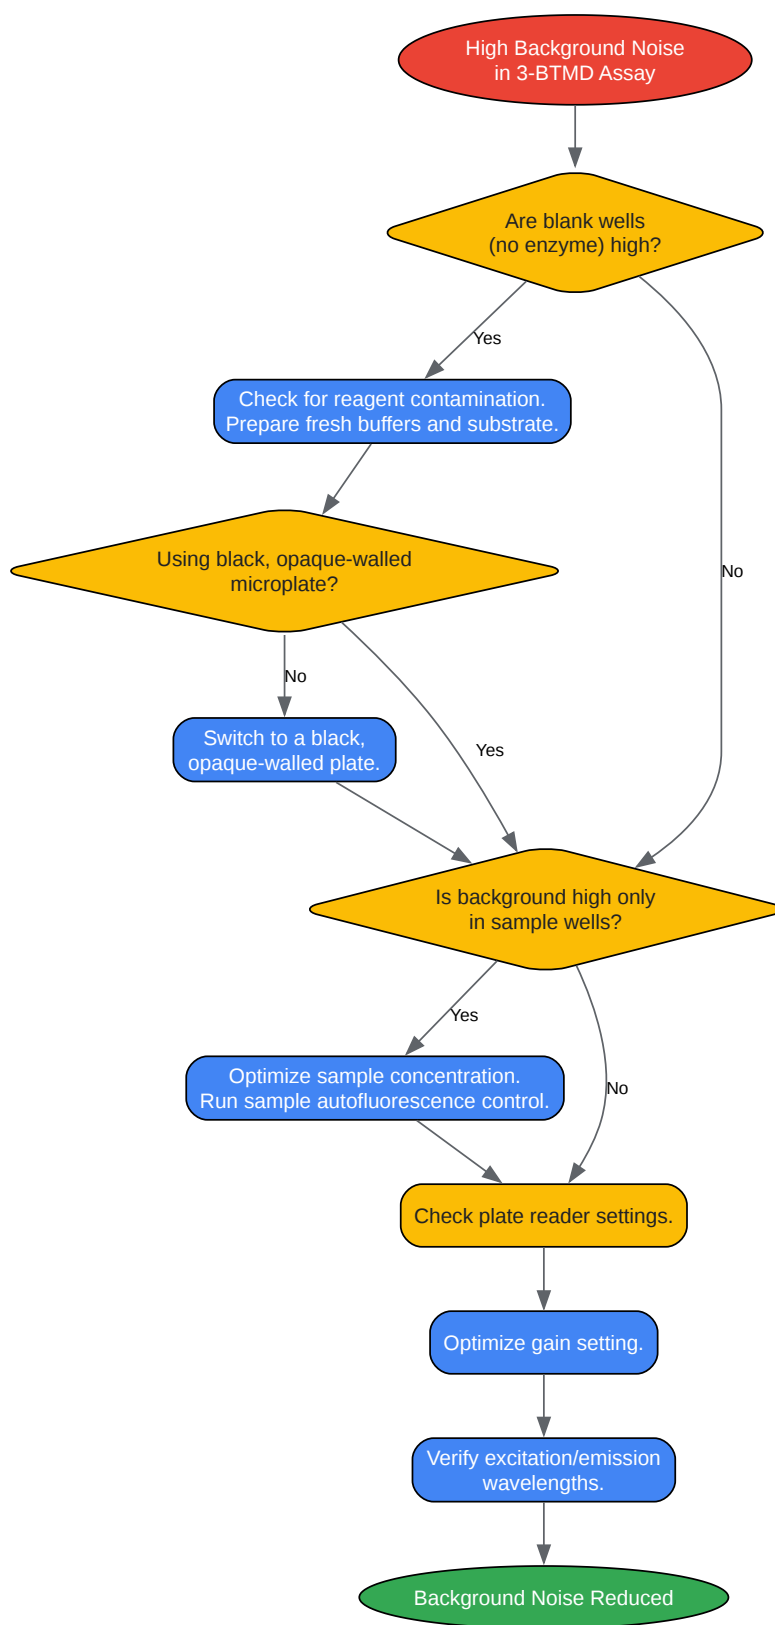 High Background Noise
in 3-BTMD Assay
Are blank wells
(no enzyme) high?
Yes
Check for reagent contamination.
Prepare fresh buffers and substrate.
Using black, opaque-walled
microplate?
No
No
Switch to a black,
opaque-walled plate.
Yes
Is background high only
in sample wells?
Yes
Optimize sample concentration.
Run sample autofluorescence control.
No
Check plate reader settings.
Optimize gain setting.
Verify excitation/emission
wavelengths.
Background Noise Reduced